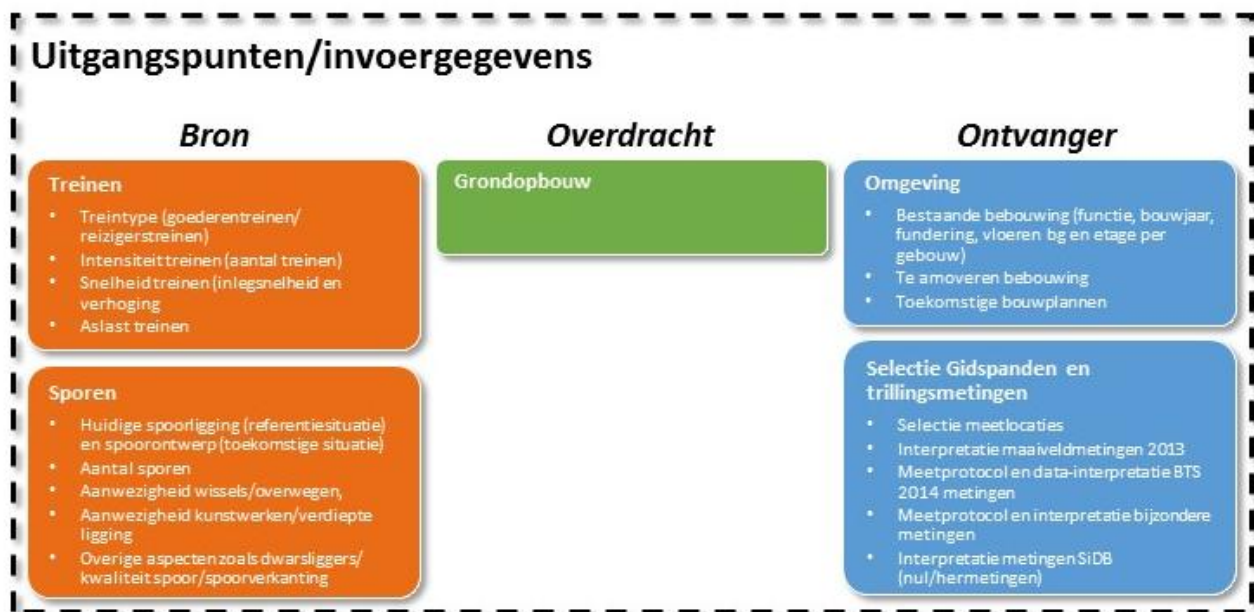 Uitgangspunten/invoergegevens
Bron
Treinen
• Treintype (goederentreinen/
reizigerstreinen)
• Intensiteit treinen (aantal treinen)
• Snelheid treinen (inlegsnelheid en
verhoging
• Aslast treinen
Sporen
• Huidige spoorligging (referentiesituatie)
en spoorontwerp (toekomstige situatie)
• Aantal sporen
• Aanwezigheid wissels/overwegen,
• Aanwezigheid kunstwerken/verdiepte
ligging
• Overige aspecten zoals dwarsliggers/
kwaliteit spoor/spoorverkanting
Overdracht
Grondopbouw
Ontvanger
Omgeving
• Bestaande bebouwing (functie, bouwjaar,
fundering, vloeren bg en etage per
gebouw)
• Te amoveren bebouwing
• Toekomstige bouwplannen
Selectie Gidspanden en
trillingsmetingen
• Selectie meetlocaties
• Interpretatie maaiveldmetingen 2013
• Meetprotocol en data-interpretatie BTS
2014 metingen
• Meetprotocol en interpretatie bijzondere
metingen
• Interpretatie metingen SiDB
(nul/hermetingen)